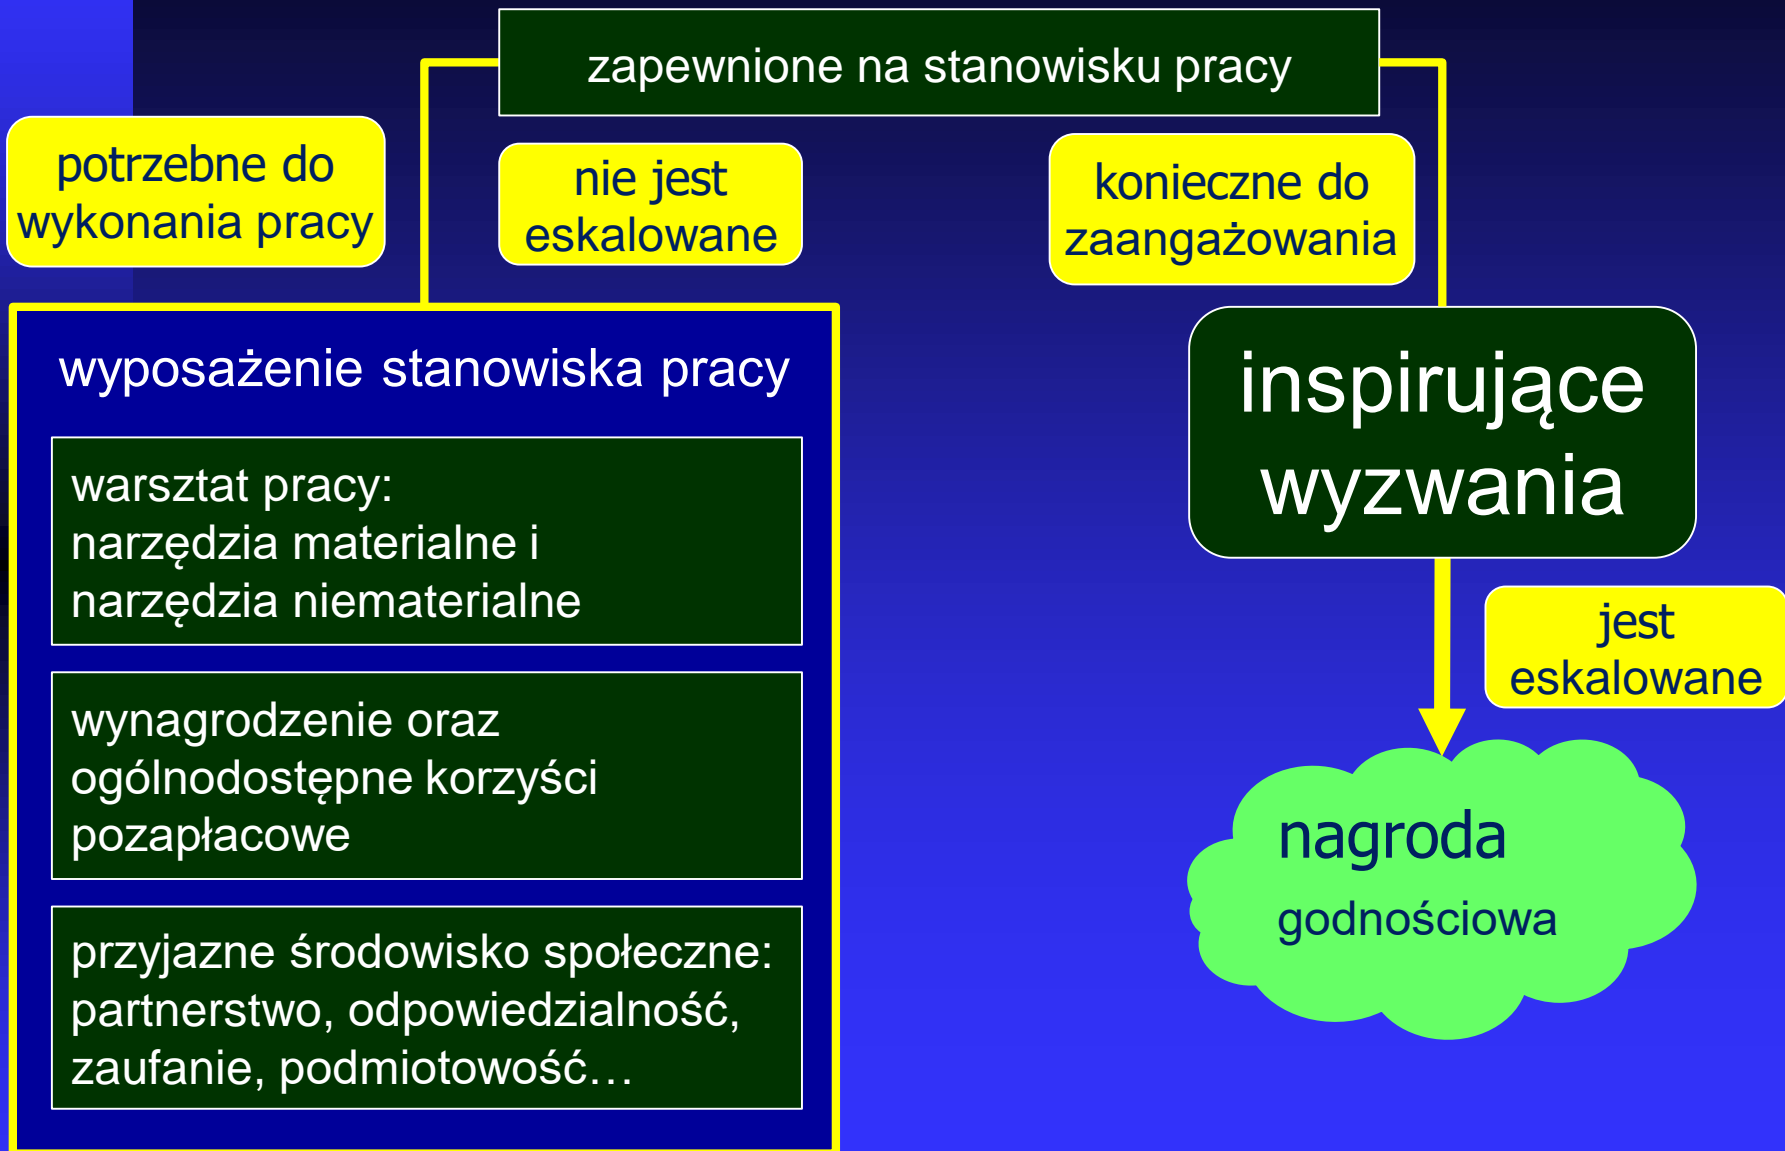 zapewnione na stanowisku pracy
potrzebne do
wykonania pracy
nie jest
eskalowane
konieczne do
zaangażowania
wyposażenie stanowiska pracy
warsztat pracy:
narzędzia materialne i
narzędzia niematerialne
wynagrodzenie oraz
ogólnodostępne korzyści
pozapłacowe
przyjazne środowisko społeczne:
partnerstwo, odpowiedzialność,
zaufanie, podmiotowość…
inspirujące
wyzwania
jest
eskalowane
nagroda
godnościowa